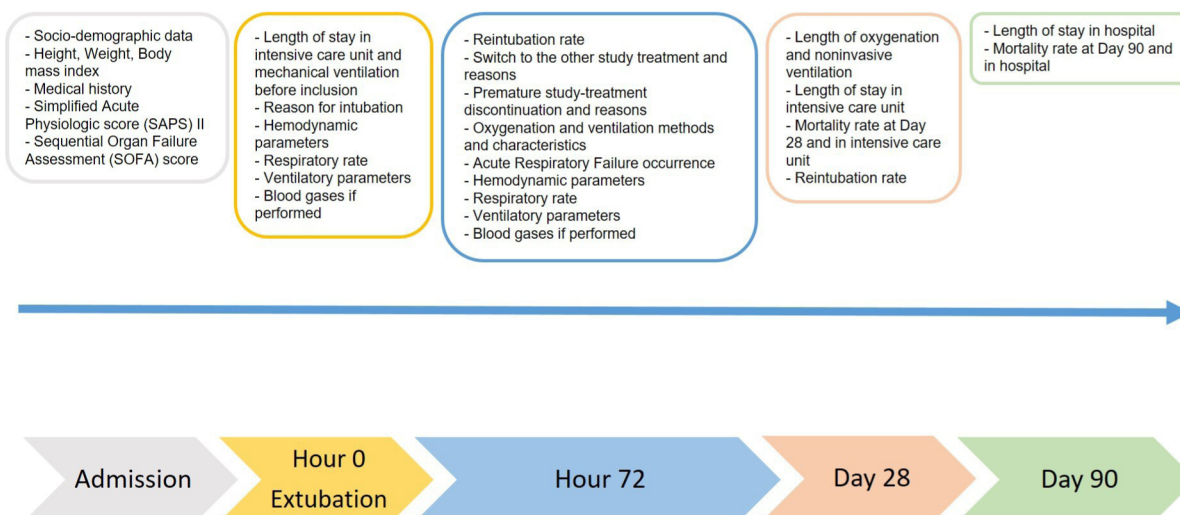 - Socio-demographic data
- Height, Weight, Body
mass index
- Medical history
- Simplified Acute
Physiologic score (SAPS) II
- Sequential Organ Failure
Assessment (SOFA) score
- Length of stay in
intensive care unit and
mechanical ventilation
before inclusion
- Reason for intubation
- Hemodynamic
parameters
- Respiratory rate
- Ventilatory parameters
- Blood gases if
performed
- Reintubation rate
- Switch to the other study treatment and
reasons
- Premature study-treatment
discontinuation and reasons
- Oxygenation and ventilation methods
and characteristics
- Acute Respiratory Failure occurrence
- Hemodynamic parameters
- Respiratory rate
- Ventilatory parameters
- Blood gases if performed
- Length of oxygenation
and noninvasive
ventilation
- Length of stay in
intensive care unit
- Mortality rate at Day
28 and in intensive care
unit
- Reintubation rate
- Length of stay in hospital
- Mortality rate at Day 90 and
in hospital
Admission
Hour 0
Extubation
Hour 72
Day 28
Day 90